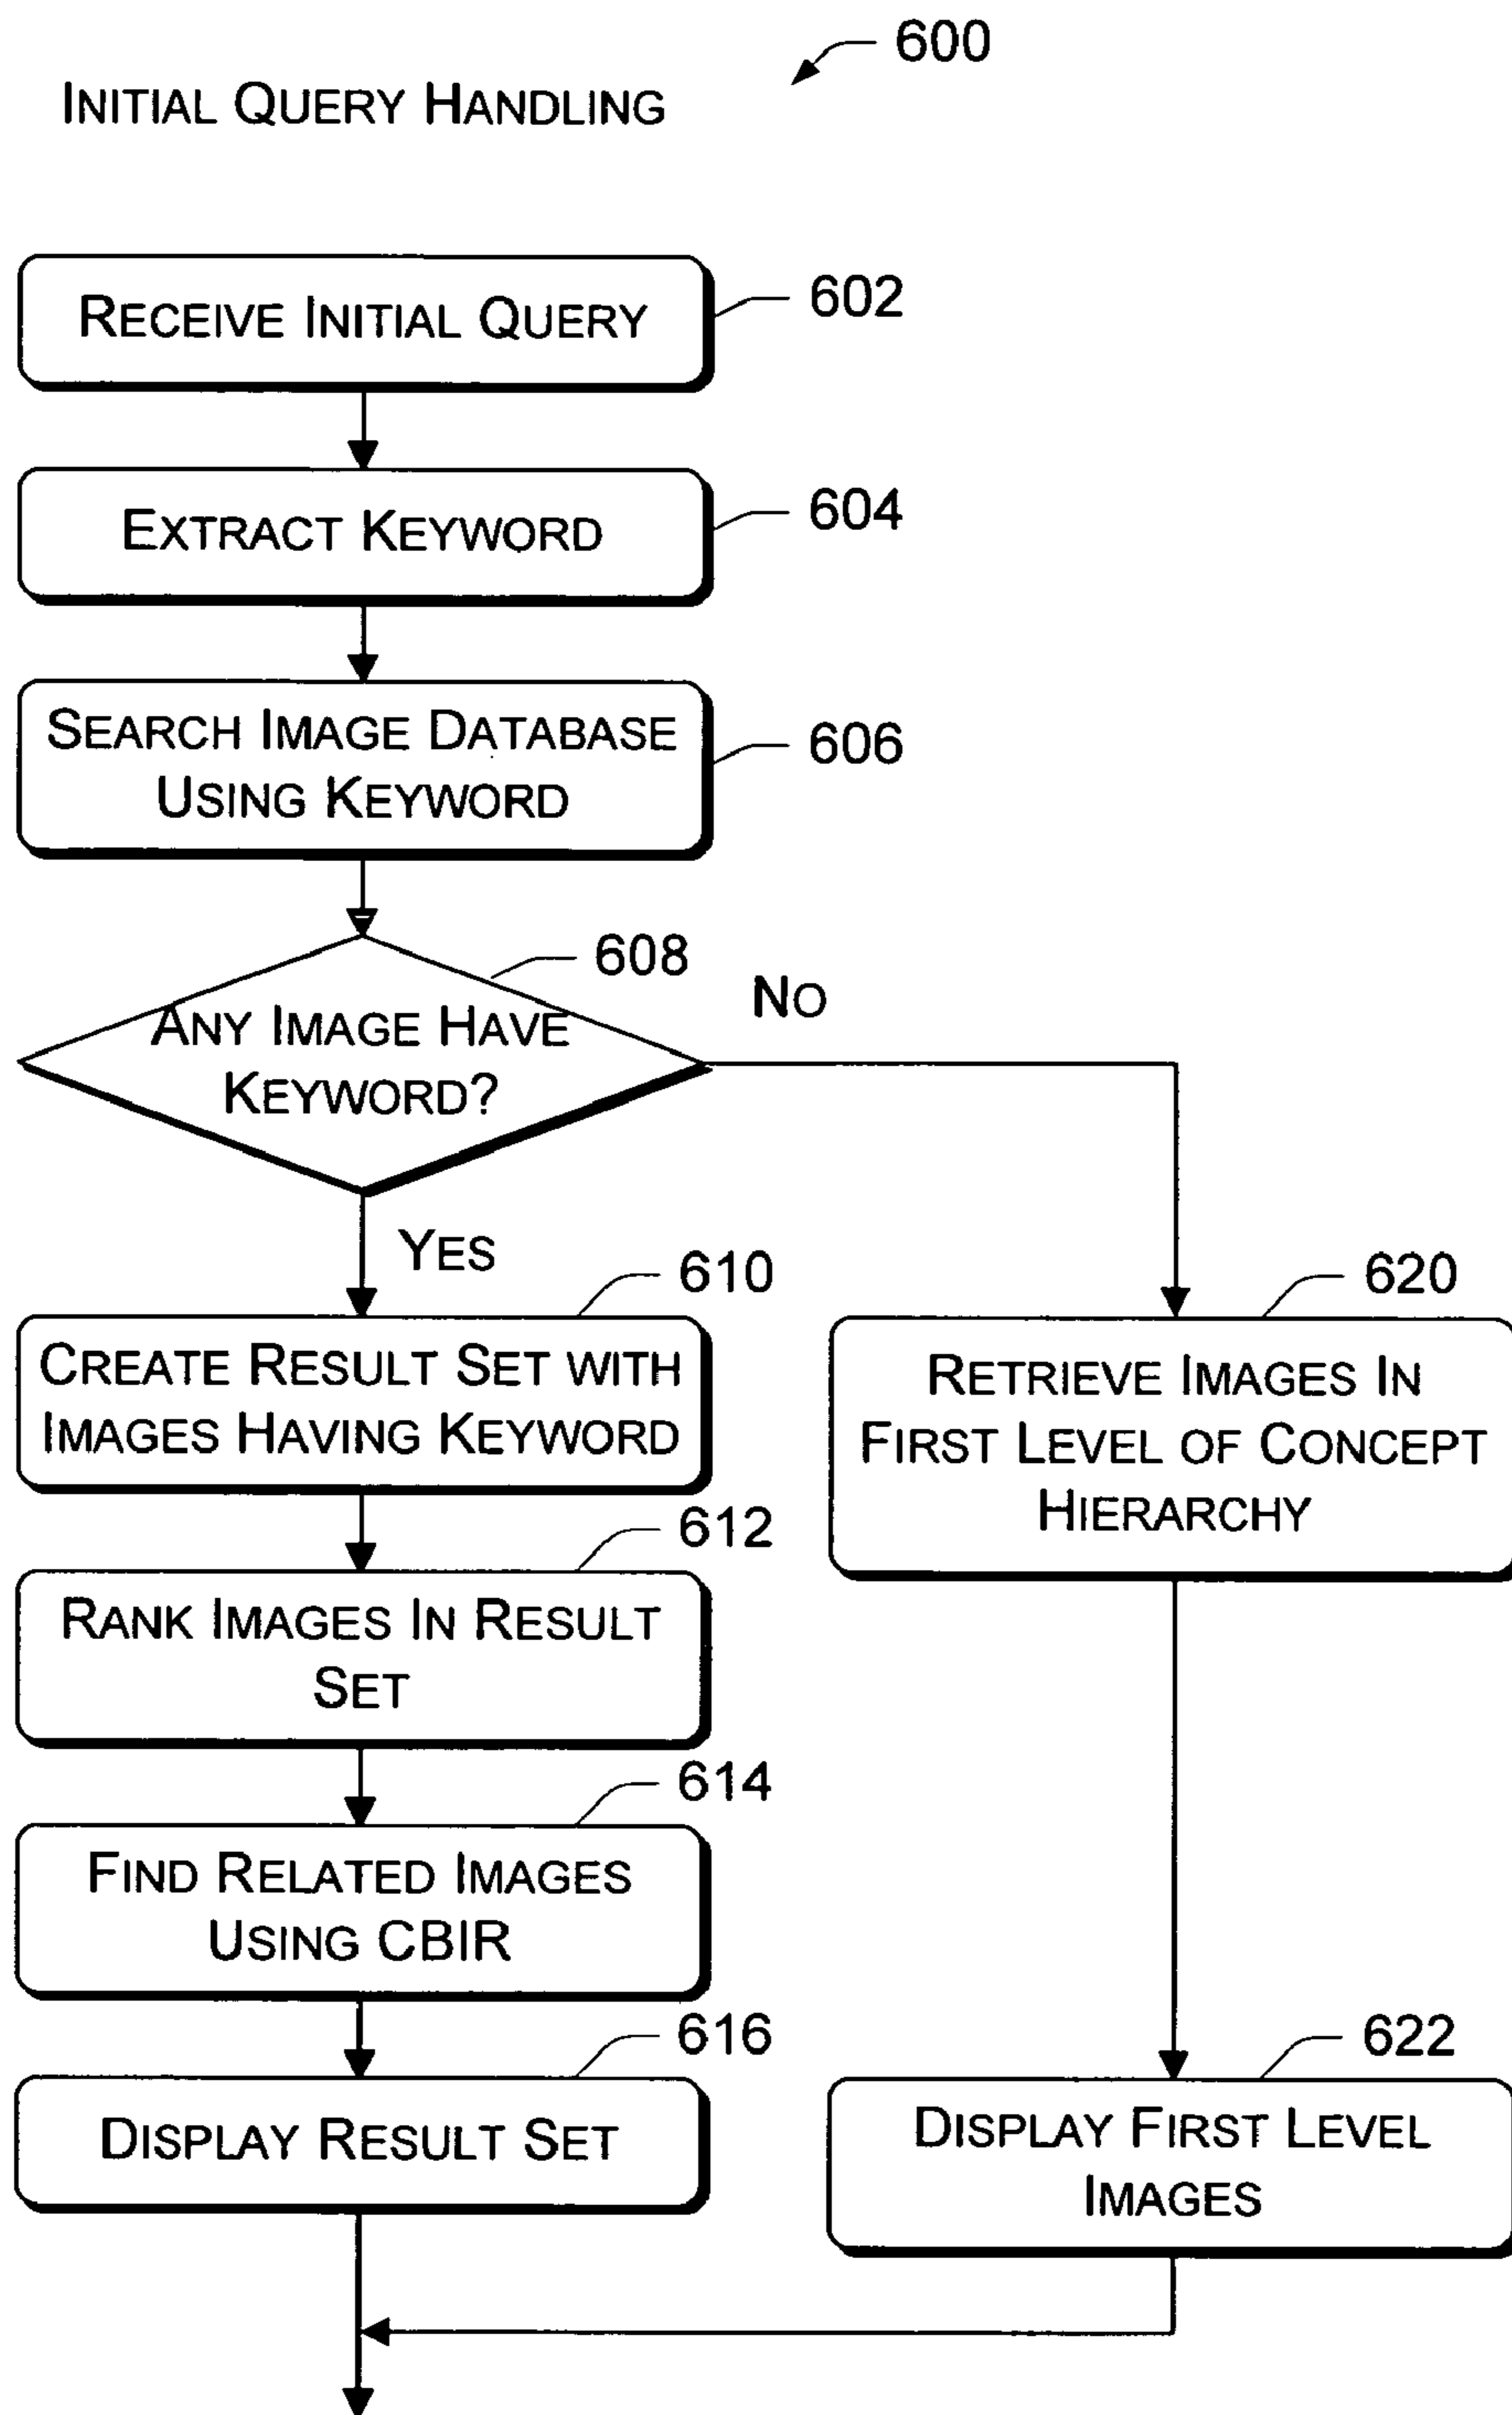 600
INITIAL QUERY HANDLING
RECEIVE INITIAL QUERY
602
EXTRACT KEYWORD
604
SEARCH IMAGE DATABASE
USING KEYWORD
606
608
ANY IMAGE HAVE
KEYWORD?
NO
YES
610
CREATE RESULT SET WITH
IMAGES HAVING KEYWORD
620
RETRIEVE IMAGES IN
FIRST LEVEL OF CONCEPT
HIERARCHY
612
RANK IMAGES IN RESULT
SET
614
FIND RELATED IMAGES
USING CBIR
616
DISPLAY RESULT SET
622
DISPLAY FIRST LEVEL
IMAGES